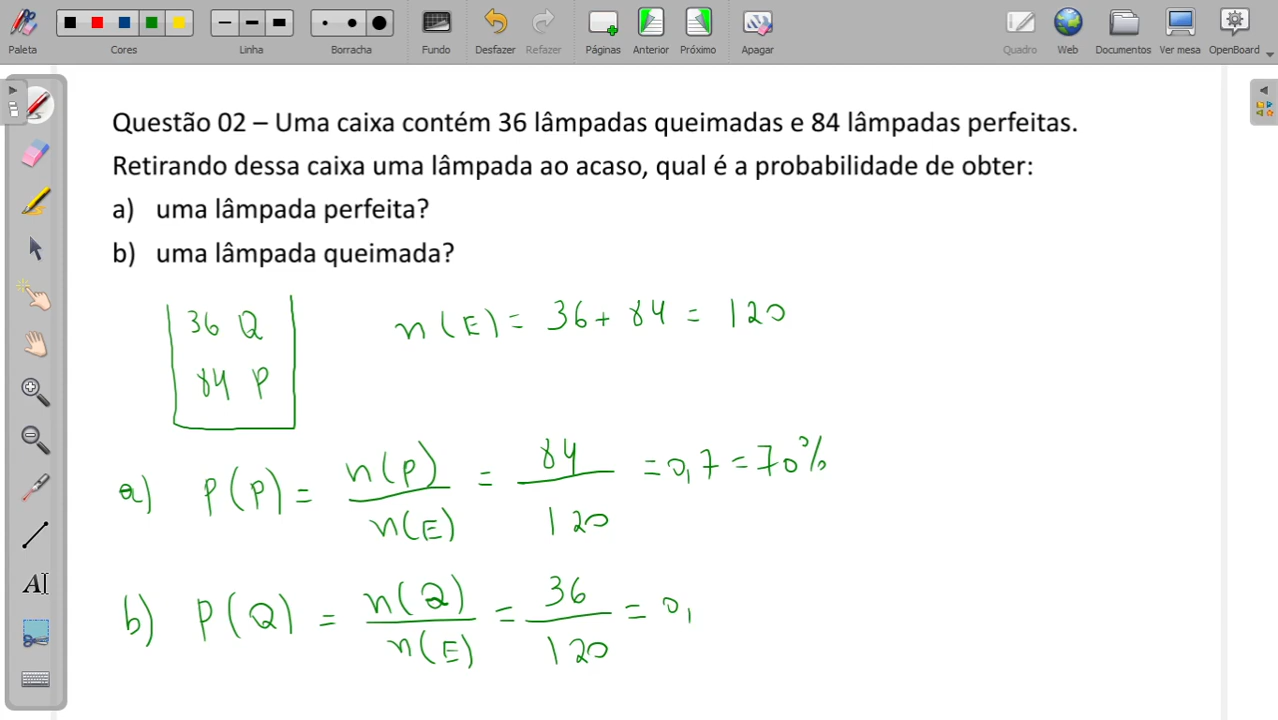 Paleta Cores Linha Borracha Fundo Desfazer Refazer Páginas Anterior Próximo Apagar Quadro Web Documentos Ver mesa OpenBoard
Questão 02 – Uma caixa contém 36 lâmpadas queimadas e 84 lâmpadas perfeitas.
Retirando dessa caixa uma lâmpada ao acaso, qual é a probabilidade de obter:
a) uma lâmpada perfeita?
b) uma lâmpada queimada?
36 Q
84 P
n(E) = 36 + 84 = 120
a) P(P) = n(P)/n(E) = 84/120 = 0,7 = 70%
b) P(Q) = n(Q)/n(E) = 36/120 = 0,